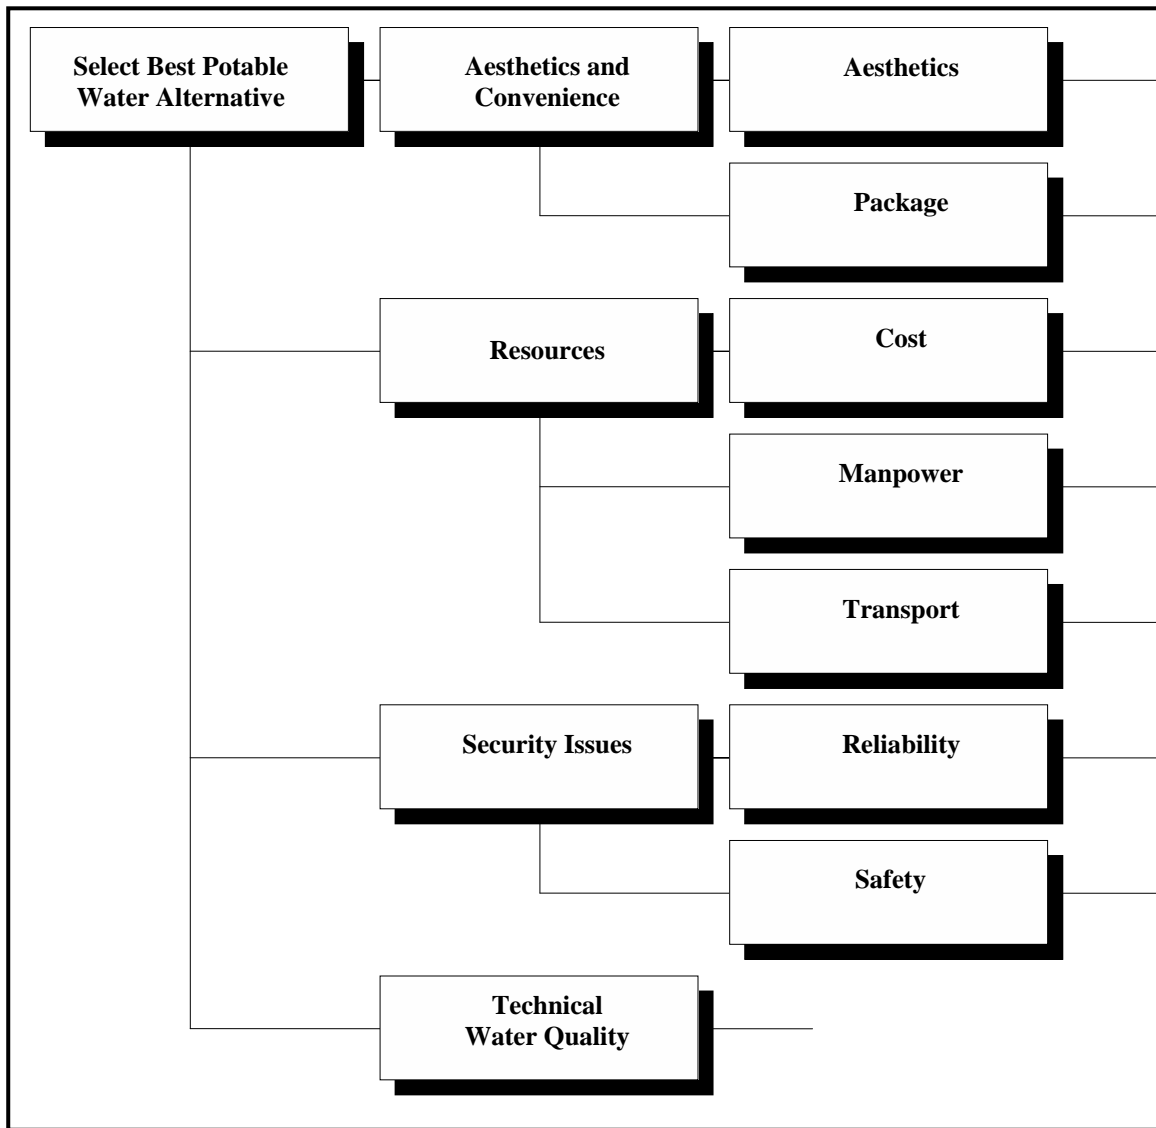 Select Best Potable
Water Alternative
Aesthetics and
Convenience
Aesthetics
Package
Resources
Cost
Manpower
Transport
Security Issues
Reliability
Safety
Technical
Water Quality